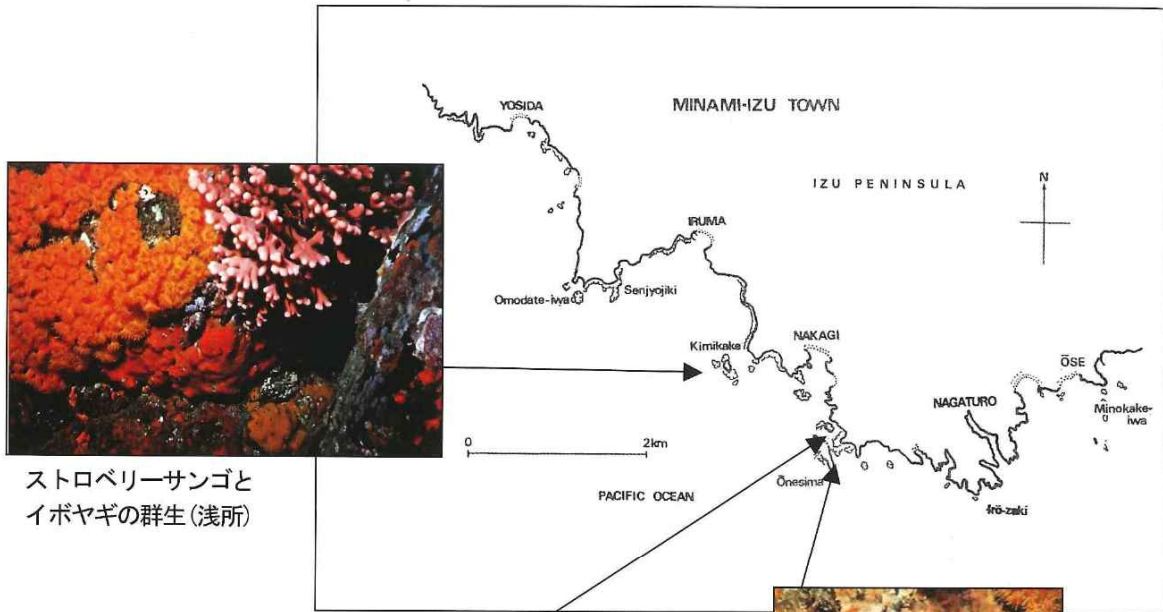 YOSIDA
MINAMI-IZU TOWN
IZU PENINSULA
N
IRUMA
Omodate-iwa
Senjyojiki
Kimikake
NAKAGI
ŌSE
NAGATURO
Minokake-
iwa
0
2km
Ōnesima
PACIFIC OCEAN
Irō-zaki
ストロベリーサンゴと
イボヤギの群生(浅所)